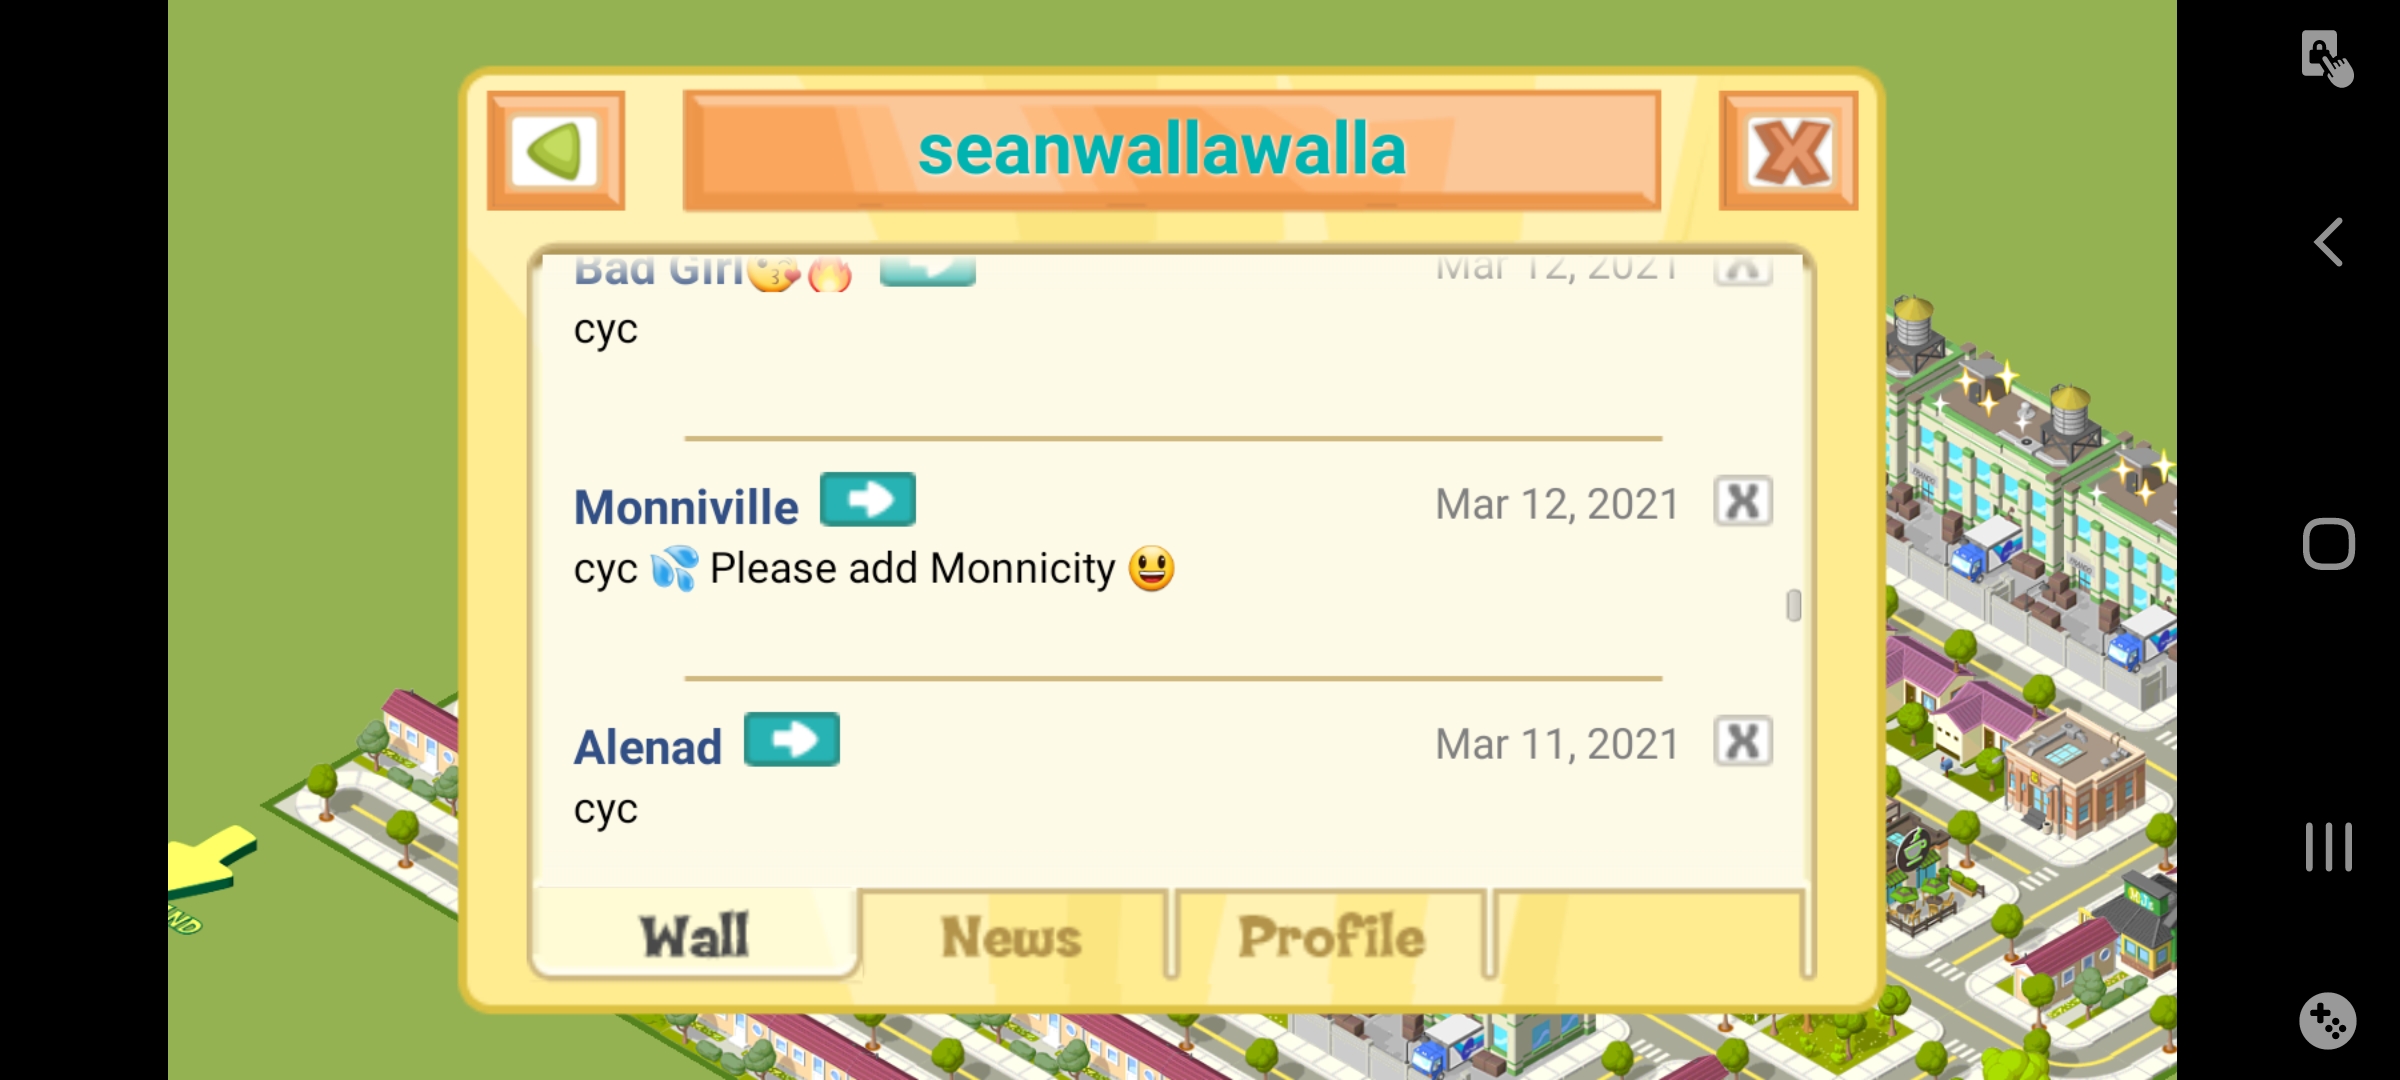 seanwallawalla
Bad Girl😘🔥 Mar 12, 2021
cyc
Monniville Mar 12, 2021
cyc 💦 Please add Monnicity 😃
Alenad Mar 11, 2021
cyc
Wall News Profile